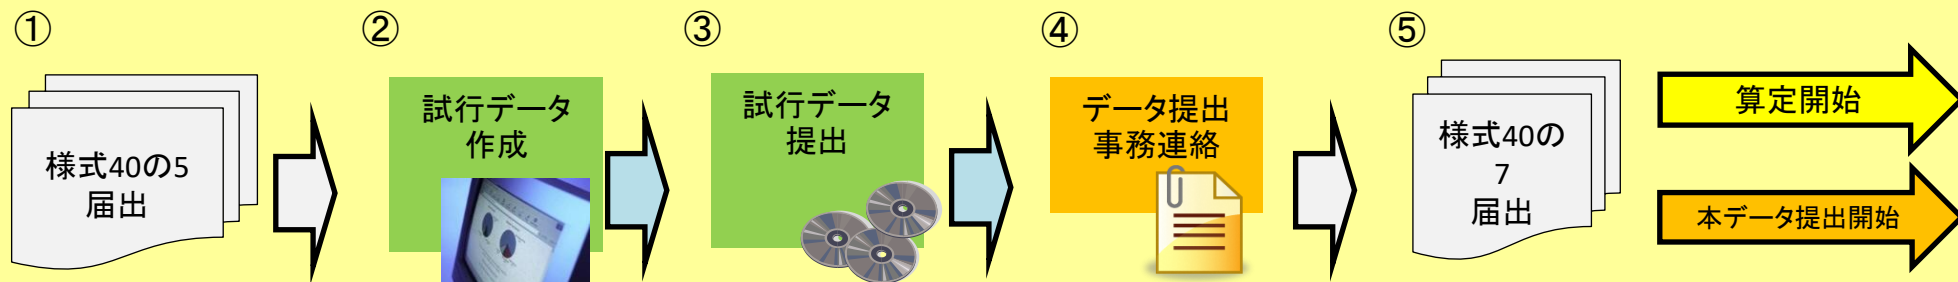 ①
様式40の5
届出
②
試行データ
作成
③
試行データ
提出
④
データ提出
事務連絡
⑤
様式40の
7
届出
算定開始
本データ提出開始